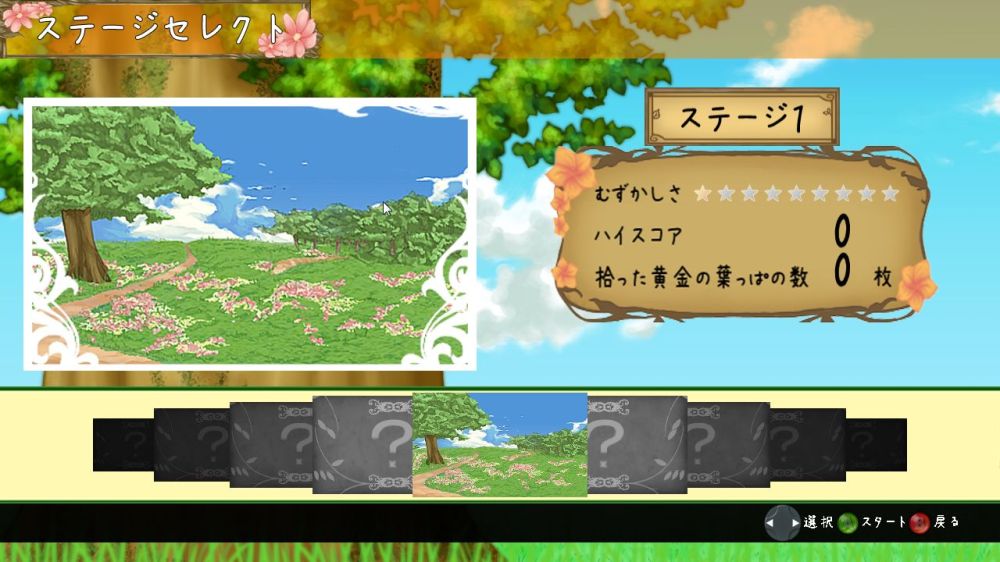 ステージセレクト
ステージ1
むずかしさ ★★★★★★★★★
ハイスコア 0
拾った黄金の葉っぱの数 0 枚
? ? ? ? ? ? ? ?
選択 スタート 戻る